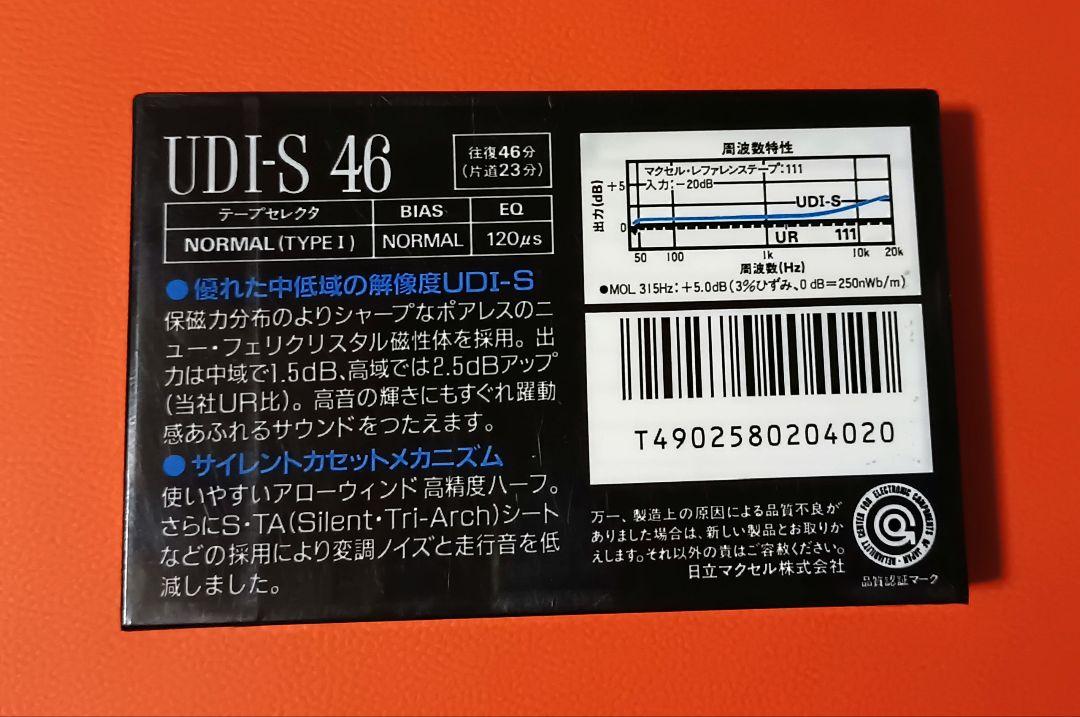 UDI-S 46
往復46分
(片道23分)
テープセレクタ BIAS EQ
NORMAL(TYPE I) NORMAL 120μs
●優れた中低域の解像度UDI-S
保磁力分布のよりシャープなポアレスのニ
ュー・フェリクリスタル磁性体を採用。出
力は中域で1.5dB、高域では2.5dBアップ
(当社UR比)。高音の輝きにもすぐれ躍動
感あふれるサウンドをつたえます。
●サイレントカセットメカニズム
使いやすいアローウィンド高精度ハーフ。
さらにS・TA(Silent・Tri-Arch)シート
などの採用により変調ノイズと走行音を低
減しました。
周波数特性
マクセル・レファレンステープ:111
入力:-20dB
出力(dB)
+5
0
UDI-S
UR 111
50 100 1k 10k 20k
周波数(Hz)
●MOL 315Hz:+5.0dB(3%ひずみ、0dB=250nWb/m)
T4902580204020
万一、製造上の原因による品質不良が
ありました場合は、新しい製品とお取りか
えします。それ以外の責はご容赦ください。
日立マクセル株式会社
RELIABILITY CENTER FOR ELECTRONIC COMPONENTS OF JAPAN
品質認証マーク